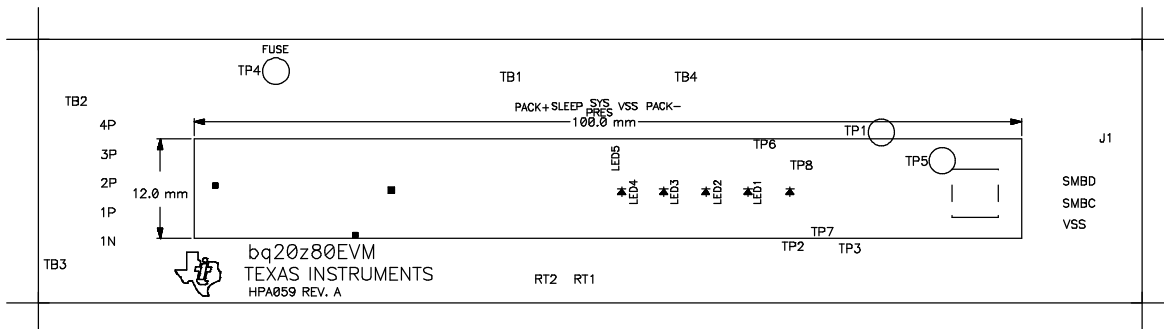 FUSE
TP4
TB1
TB4
TB2
PACK+ SLEEP SYS PRES VSS PACK-
100.0 mm
4P
TP1
J1
3P
TP6
LED5
TP5
TP8
2P
12.0 mm
LED4
LED3
LED2
LED1
SMBD
1P
SMBC
VSS
1N
TP7
TP2
TP3
bq20z80EVM
TB3
TEXAS INSTRUMENTS
RT2 RT1
HPA059 REV. A